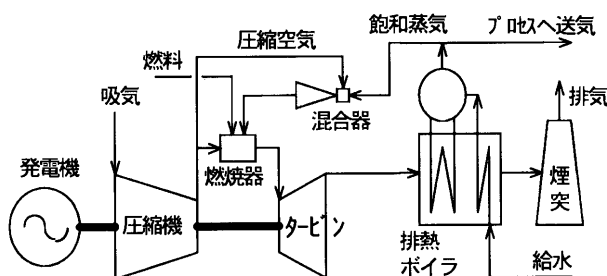 圧縮空気
飽和蒸気
プロセスへ送気
燃料
吸気
混合器
排気
発電機
燃焼器
圧縮機
タービン
煙突
排熱
ボイラ
給水